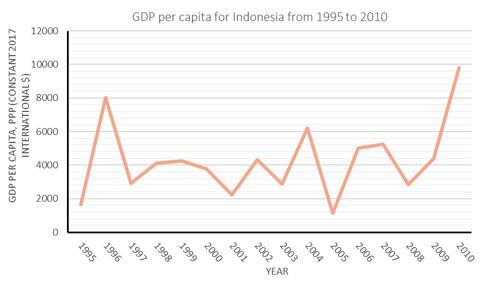 GDP per capita for Indonesia from 1995 to 2010
GDP PER CAPITA, PPP (CONSTANT 2017
INTERNATIONAL $)
12000
10000
8000
6000
4000
2000
0
1995 1996 1997 1998 1999 2000 2001 2002 2003 2004 2005 2006 2007 2008 2009 2010
YEAR